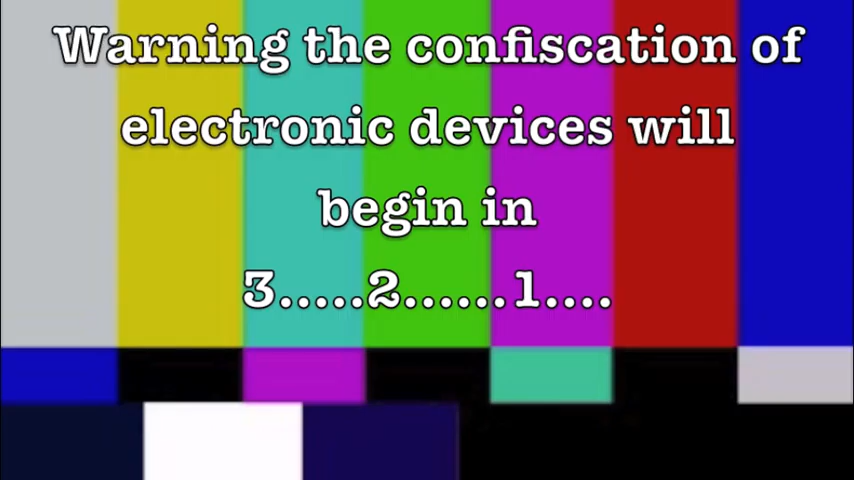 Warning the confiscation of
electronic devices will
begin in
3.....2......1....